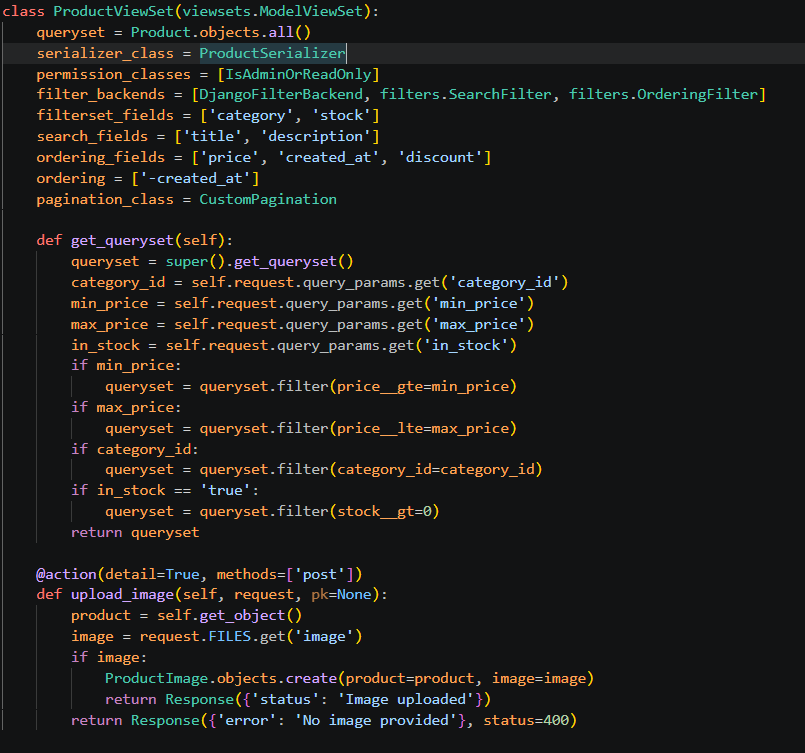 class ProductViewSet(viewsets.ModelViewSet):
    queryset = Product.objects.all()
    serializer_class = ProductSerializer
    permission_classes = [IsAdminOrReadOnly]
    filter_backends = [DjangoFilterBackend, filters.SearchFilter, filters.OrderingFilter]
    filterset_fields = ['category', 'stock']
    search_fields = ['title', 'description']
    ordering_fields = ['price', 'created_at', 'discount']
    ordering = ['-created_at']
    pagination_class = CustomPagination

    def get_queryset(self):
        queryset = super().get_queryset()
        category_id = self.request.query_params.get('category_id')
        min_price = self.request.query_params.get('min_price')
        max_price = self.request.query_params.get('max_price')
        in_stock = self.request.query_params.get('in_stock')
        if min_price:
            queryset = queryset.filter(price__gte=min_price)
        if max_price:
            queryset = queryset.filter(price__lte=max_price)
        if category_id:
            queryset = queryset.filter(category_id=category_id)
        if in_stock == 'true':
            queryset = queryset.filter(stock__gt=0)
        return queryset

    @action(detail=True, methods=['post'])
    def upload_image(self, request, pk=None):
        product = self.get_object()
        image = request.FILES.get('image')
        if image:
            ProductImage.objects.create(product=product, image=image)
            return Response({'status': 'Image uploaded'})
        return Response({'error': 'No image provided'}, status=400)